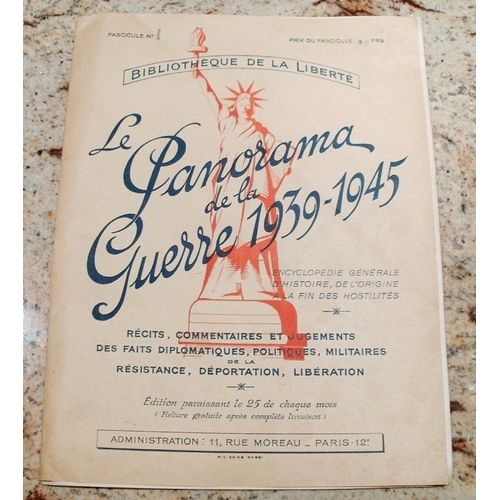 FASCICULE N°
PRIX DU FASCICULE: FRS
BIBLIOTHÈQUE DE LA LIBERTÉ
Le Panorama
de la
Guerre 1939-1945
ENCYCLOPÉDIE GÉNÉRALE
D'HISTOIRE, DE L'ORIGINE
A LA FIN DES HOSTILITÉS
RÉCITS, COMMENTAIRES ET JUGEMENTS
DES FAITS DIPLOMATIQUES, POLITIQUES, MILITAIRES
DE LA
RÉSISTANCE, DÉPORTATION, LIBÉRATION
Édition paraissant le 25 de chaque mois
(Reliure gratuite après complète livraison)
ADMINISTRATION: 11, RUE MOREAU _ PARIS-12e